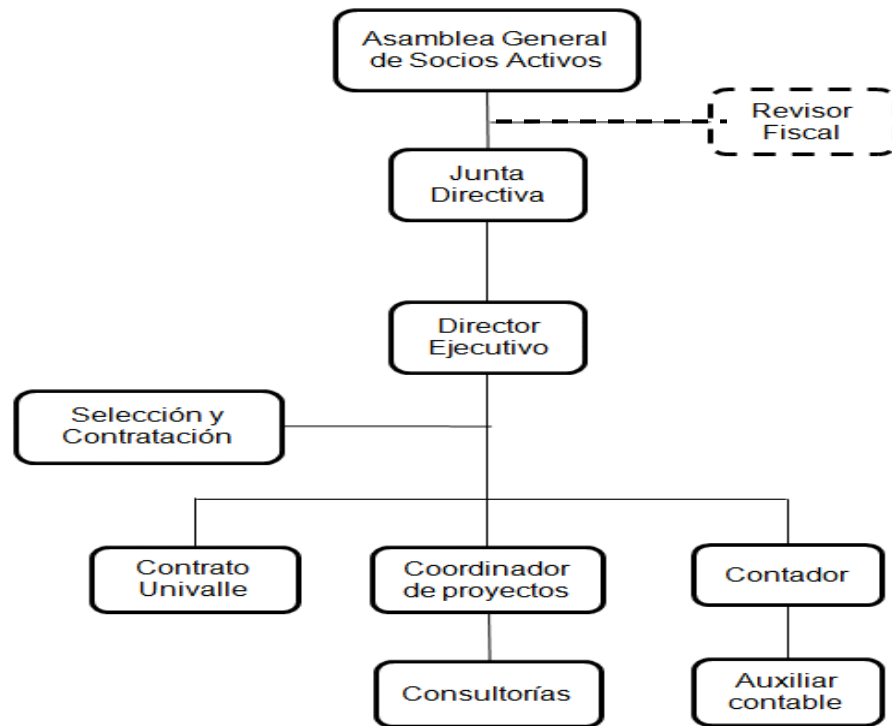 Asamblea General
de Socios Activos
Revisor
Fiscal
Junta
Directiva
Director
Ejecutivo
Selección y
Contratación
Contrato
Univalle
Coordinador
de proyectos
Contador
Consultorías
Auxiliar
contable